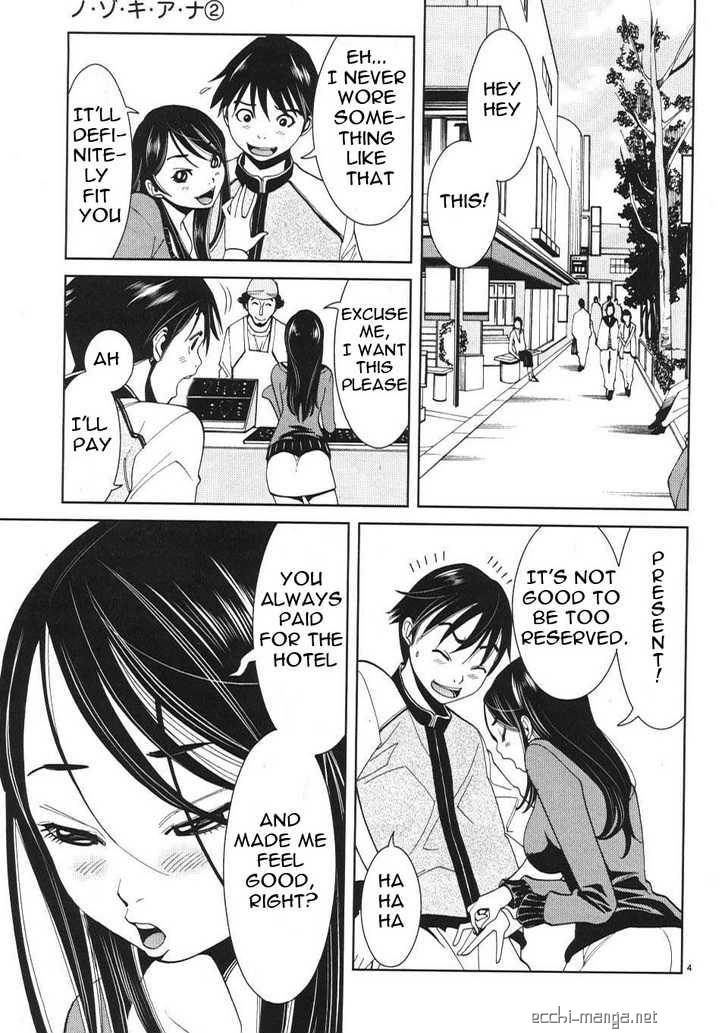 ノ・ゾ・キ・ア・ナ②
HEY
HEY
THIS!
EH...
I NEVER
WORE
SOME-
THING
LIKE
THAT
IT'LL
DEFI-
NITE-
LY
FIT
YOU
EXCUSE
ME,
I WANT
THIS
PLEASE
AH
I'LL
PAY
PRESENT!
IT'S NOT
GOOD TO
BE TOO
RESERVED.
HA
HA
HA
YOU
ALWAYS
PAID
FOR THE
HOTEL
AND
MADE ME
FEEL
GOOD,
RIGHT?
4
ecchi-manga.net